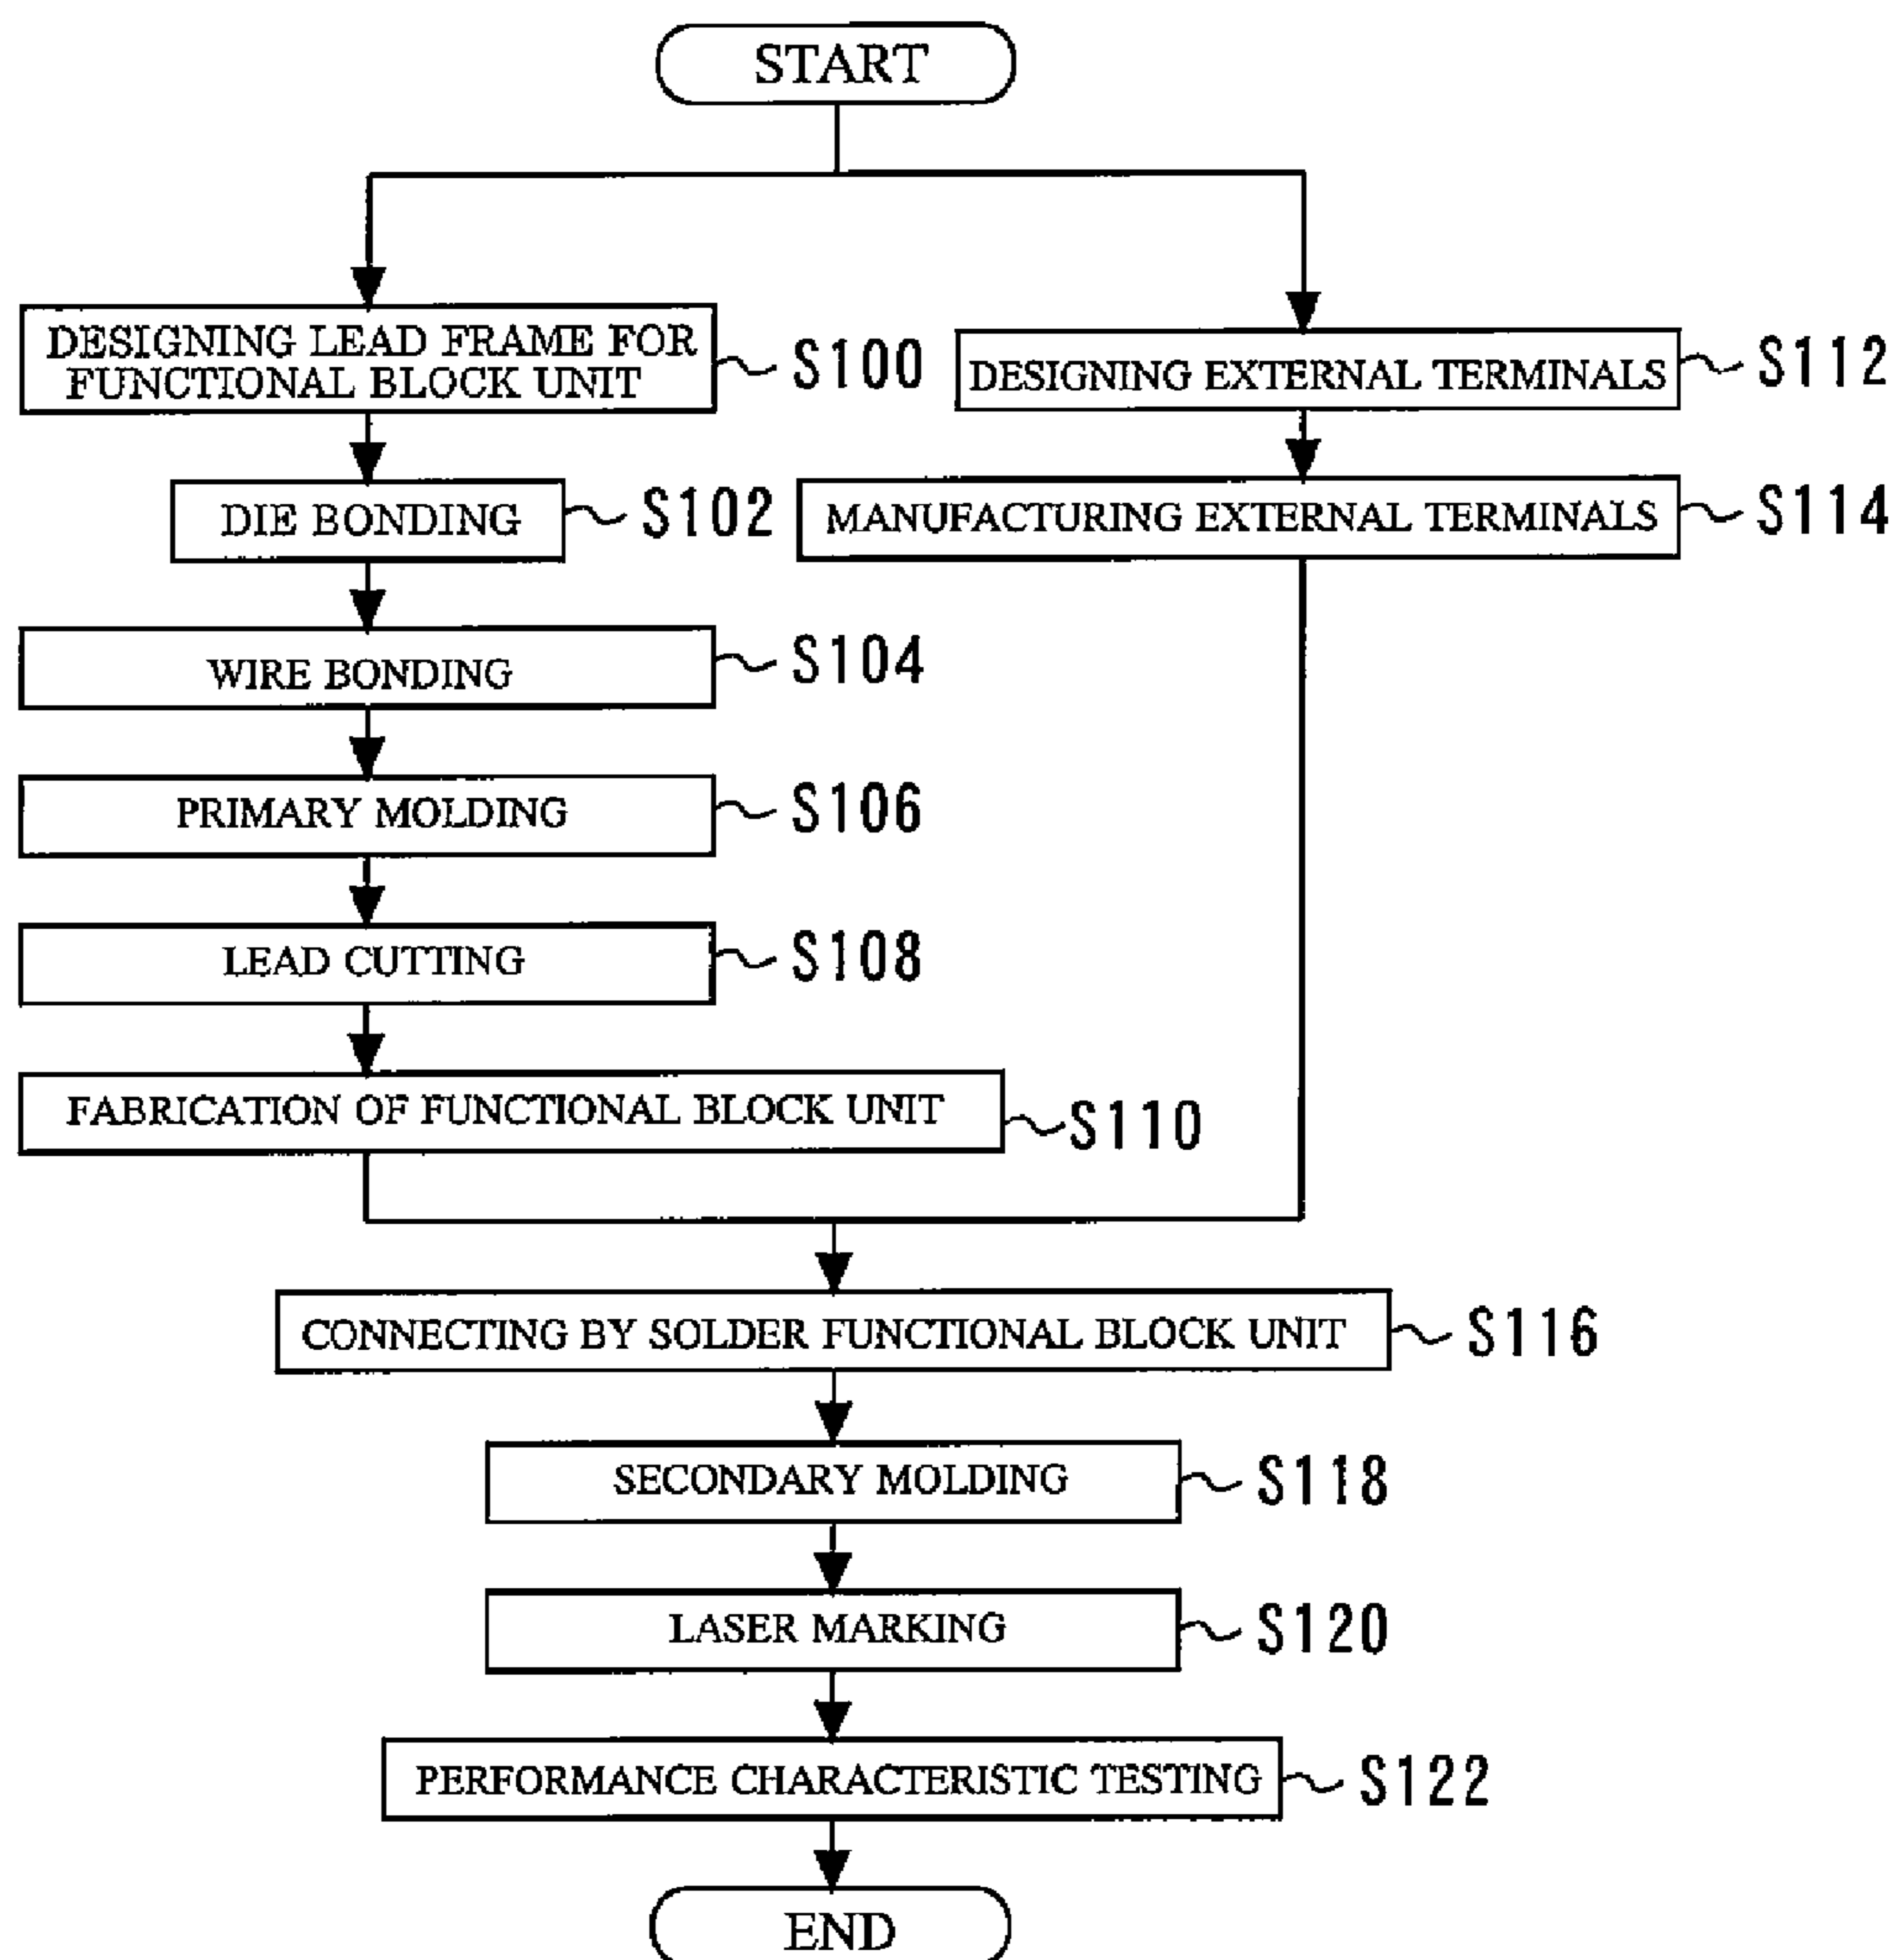 START
DESIGNING LEAD FRAME FOR
FUNCTIONAL BLOCK UNIT
S100
DESIGNING EXTERNAL TERMINALS
S112
DIE BONDING
S102
MANUFACTURING EXTERNAL TERMINALS
S114
WIRE BONDING
S104
PRIMARY MOLDING
S106
LEAD CUTTING
S108
FABRICATION OF FUNCTIONAL BLOCK UNIT
S110
CONNECTING BY SOLDER FUNCTIONAL BLOCK UNIT
S116
SECONDARY MOLDING
S118
LASER MARKING
S120
PERFORMANCE CHARACTERISTIC TESTING
S122
END